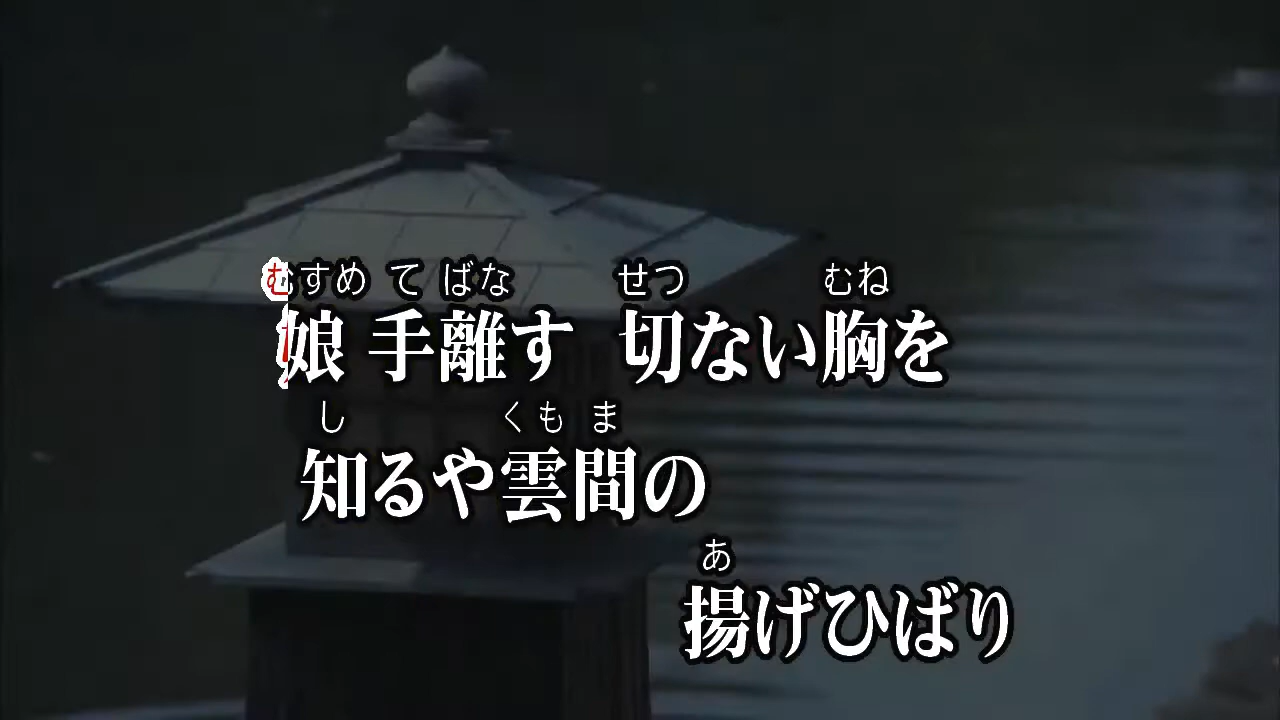 むすめ て ばな せつ むね
娘 手離す 切ない胸を
し くも ま
知るや雲間の
あ
揚げひばり